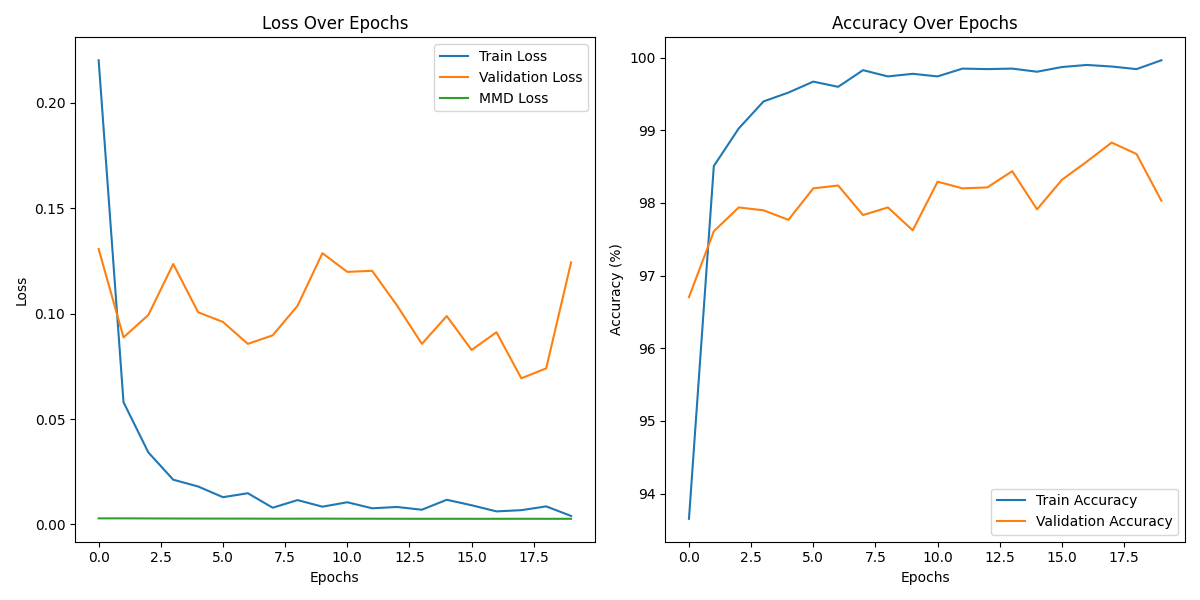 Loss Over Epochs
Train Loss
Validation Loss
MMD Loss
0.20
0.15
0.10
0.05
0.00
Loss
0.0 2.5 5.0 7.5 10.0 12.5 15.0 17.5
Epochs
Accuracy Over Epochs
100
99
98
97
96
95
94
Accuracy (%)
Train Accuracy
Validation Accuracy
0.0 2.5 5.0 7.5 10.0 12.5 15.0 17.5
Epochs